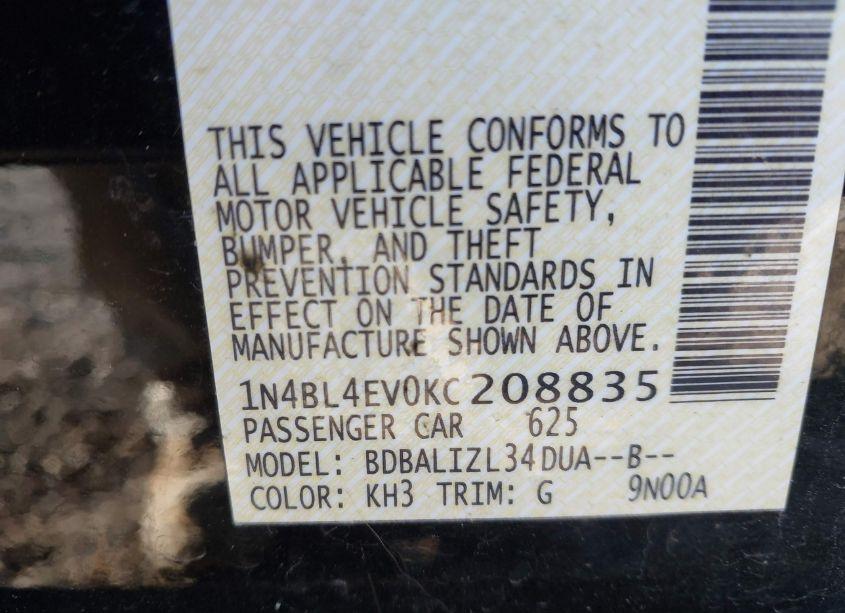 THIS VEHICLE CONFORMS TO
ALL APPLICABLE FEDERAL
MOTOR VEHICLE SAFETY,
BUMPER, AND THEFT
PREVENTION STANDARDS IN
EFFECT ON THE DATE OF
MANUFACTURE SHOWN ABOVE.
1N4BL4EV0KC208835
PASSENGER CAR 625
MODEL: BDBALIZL34DUA--B--
COLOR: KH3 TRIM: G 9N00A